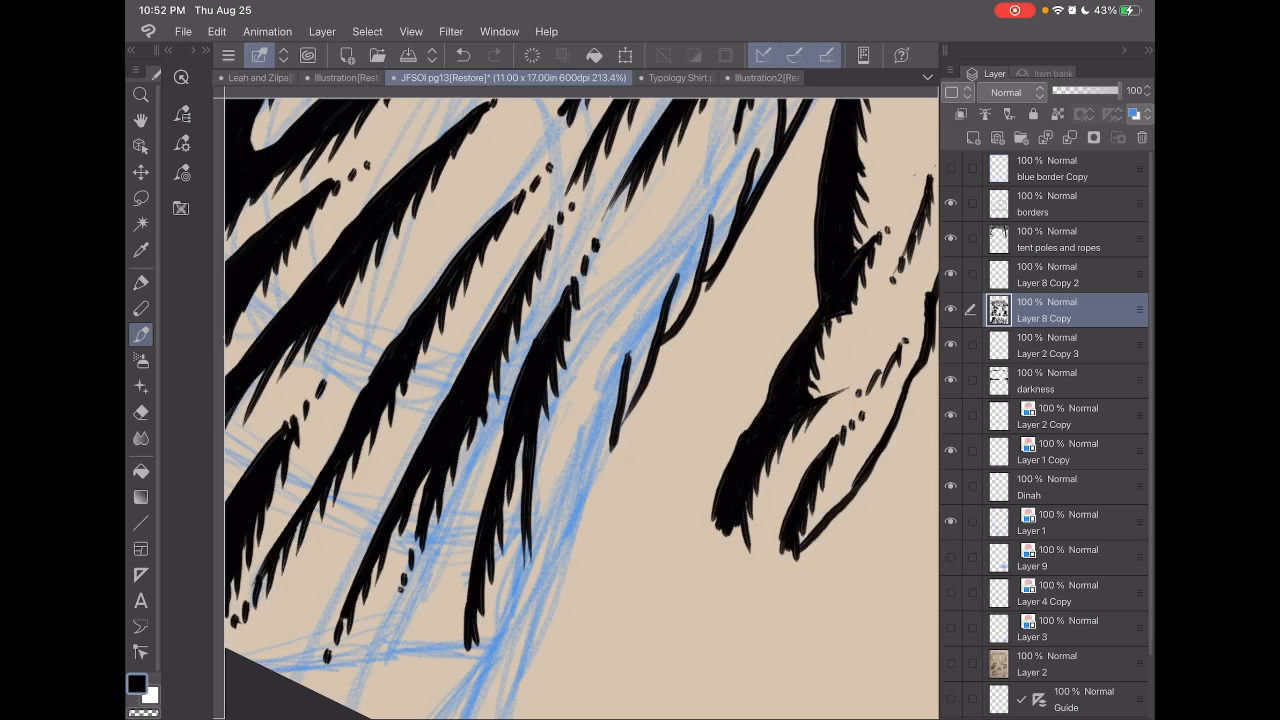 10:52 PM Thu Aug 25
43%
File Edit Animation Layer Select View Filter Window Help
Leah and Zilpa[ Illustration[Rest JFSOI pg13[Restore]* (11.00 x 17.00in 600dpi 213.4%) Typology Shirt.p Illustration2[Res
Layer Item bank
Normal 100
100 % Normal
blue border Copy
100 % Normal
borders
100 % Normal
tent poles and ropes
100 % Normal
Layer 8 Copy 2
100 % Normal
Layer 8 Copy
100 % Normal
Layer 2 Copy 3
100 % Normal
darkness
100 % Normal
Layer 2 Copy
100 % Normal
Layer 1 Copy
100 % Normal
Dinah
100 % Normal
Layer 1
100 % Normal
Layer 9
100 % Normal
Layer 4 Copy
100 % Normal
Layer 3
100 % Normal
Layer 2
100 % Normal
Guide